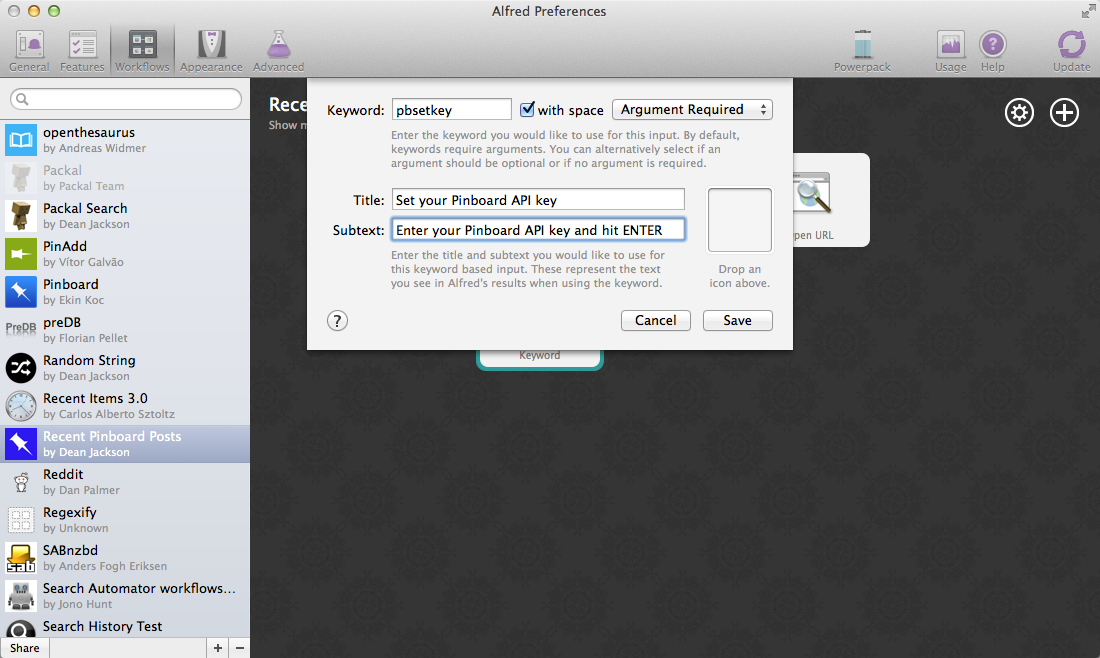 Alfred Preferences
General
Features
Workflows
Appearance
Advanced
Powerpack
Usage
Help
Update
openthesaurus
by Andreas Widmer
Packal
by Packal Team
Packal Search
by Dean Jackson
PinAdd
by Vítor Galvão
Pinboard
by Ekin Koc
preDB
by Florian Pellet
PreDB
Random String
by Dean Jackson
Recent Items 3.0
by Carlos Alberto Sztoltz
Recent Pinboard Posts
by Dean Jackson
Reddit
by Dan Palmer
Regexify
by Unknown
SABnzbd
by Anders Fogh Eriksen
Search Automator workflows...
by Jono Hunt
Search History Test
Share
+
−
Rece
Show m
Keyword: pbsetkey with space Argument Required
Enter the keyword you would like to use for this input. By default,
keywords require arguments. You can alternatively select if an
argument should be optional or if no argument is required.
Title: Set your Pinboard API key
Subtext: Enter your Pinboard API key and hit ENTER
Enter the title and subtext you would like to use for
this keyword based input. These represent the text
you see in Alfred's results when using the keyword.
Drop an
icon above.
?
Cancel
Save
pen URL
Keyword